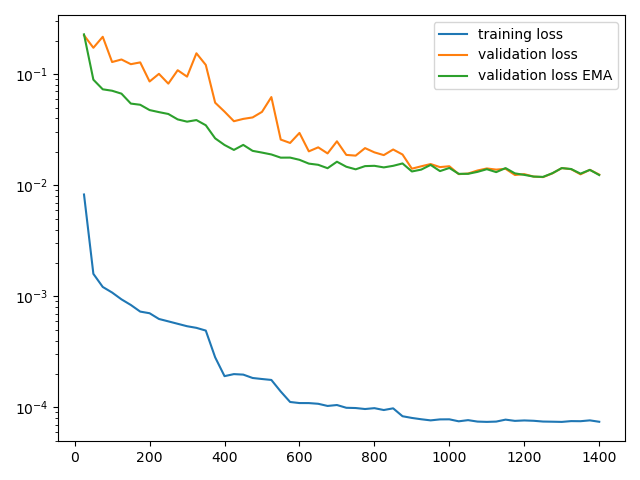 training loss
validation loss
validation loss EMA
10⁻¹
10⁻²
10⁻³
10⁻⁴
0 200 400 600 800 1000 1200 1400